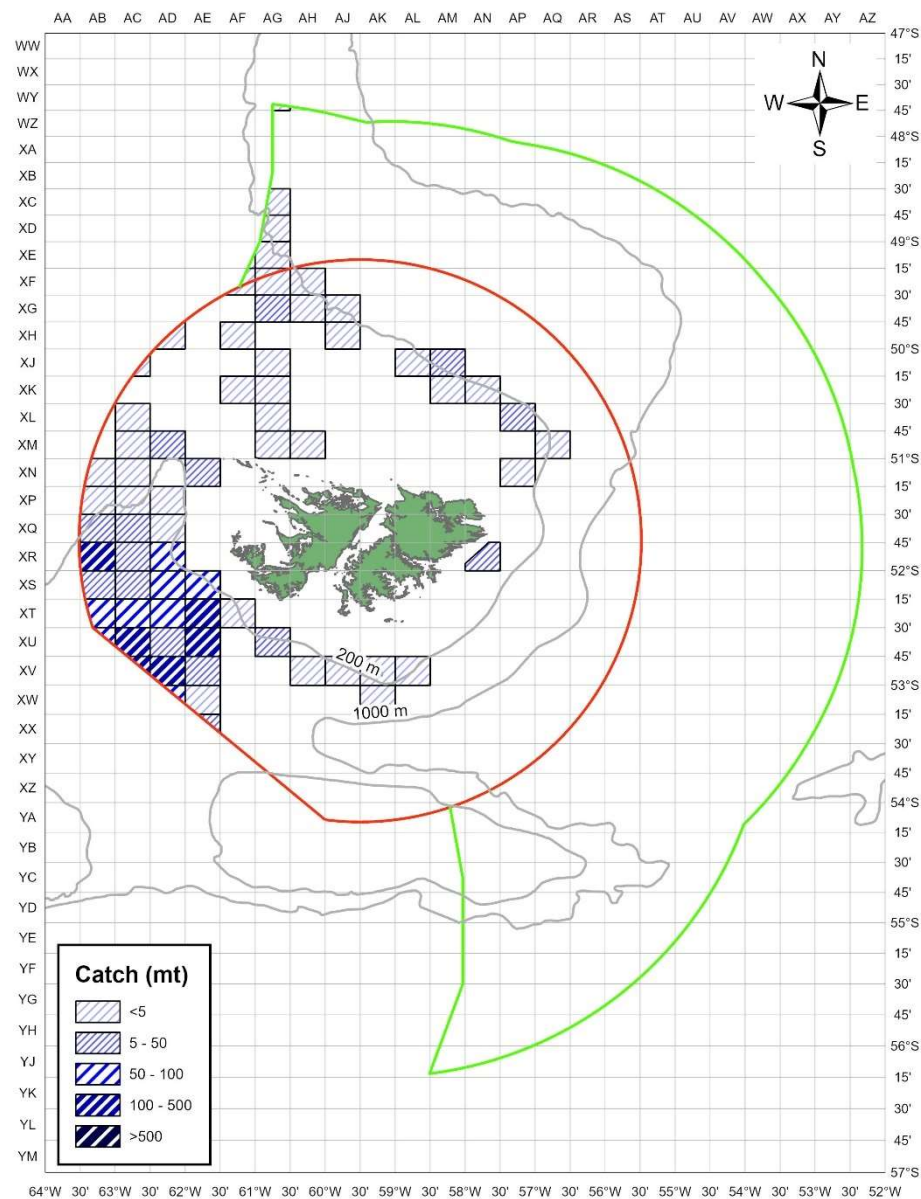 AA AB AC AD AE AF AG AH AJ AK AL AM AN AP AQ AR AS AT AU AV AW AX AY AZ
47°S
WW
15'
WX
30'
WY
45'
WZ
48°S
XA
15'
XB
30'
XC
45'
XD
49°S
XE
15'
XF
30'
XG
45'
XH
50°S
XJ
15'
XK
30'
XL
45'
XM
51°S
XN
15'
XP
30'
XQ
45'
XR
52°S
XS
15'
XT
30'
XU
45'
XV
53°S
XW
15'
XX
30'
XY
45'
XZ
54°S
YA
15'
YB
30'
YC
45'
YD
55°S
YE
15'
YF
30'
YG
45'
YH
56°S
YJ
15'
YK
30'
YL
45'
YM
57°S
N
W E
S
200 m.
1000 m
Catch (mt)
<5
5 - 50
50 - 100
100 - 500
>500
64°W 30' 63°W 30' 62°W 30' 61°W 30' 60°W 30' 59°W 30' 58°W 30' 57°W 30' 56°W 30' 55°W 30' 54°W 30' 53°W 30' 52°W